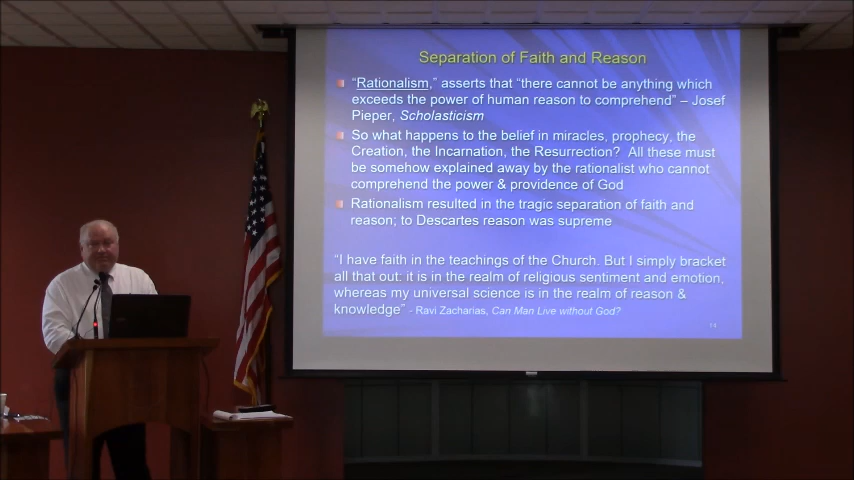 Separation of Faith and Reason
"Rationalism," asserts that "there cannot be anything which
exceeds the power of human reason to comprehend" – Josef
Pieper, Scholasticism
So what happens to the belief in miracles, prophecy, the
Creation, the Incarnation, the Resurrection? All these must
be somehow explained away by the rationalist who cannot
comprehend the power & providence of God
Rationalism resulted in the tragic separation of faith and
reason; to Descartes reason was supreme
"I have faith in the teachings of the Church. But I simply bracket
all that out: it is in the realm of religious sentiment and emotion,
whereas my universal science is in the realm of reason &
knowledge" - Ravi Zacharias, Can Man Live without God?
14